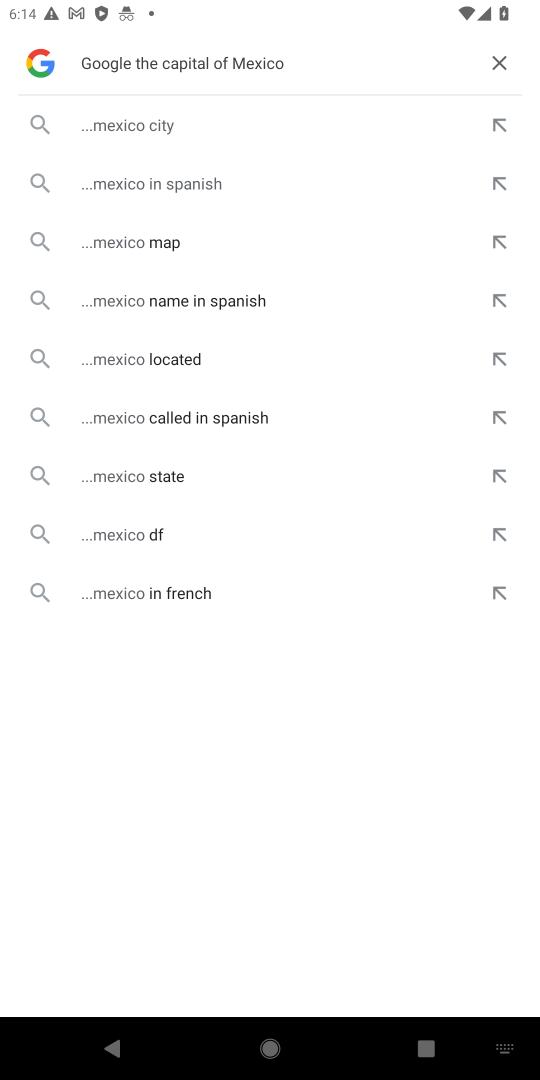 6:14
Google the capital of Mexico
...mexico city
...mexico in spanish
...mexico map
...mexico name in spanish
...mexico located
...mexico called in spanish
...mexico state
...mexico df
...mexico in french